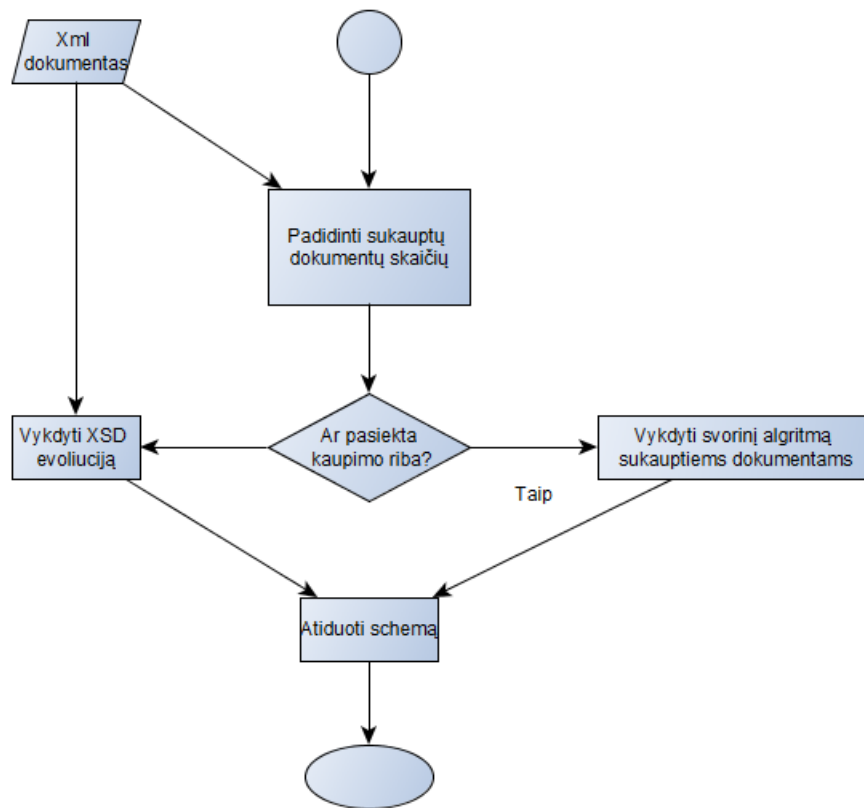 Xml
dokumentas
Padidinti sukauptų
dokumentų skaičių
Vykdyti XSD
evoliuciją
Ar pasiekta
kaupimo riba?
Vykdyti svorinį algritmą
sukauptiems dokumentams
Taip
Atiduoti schemą